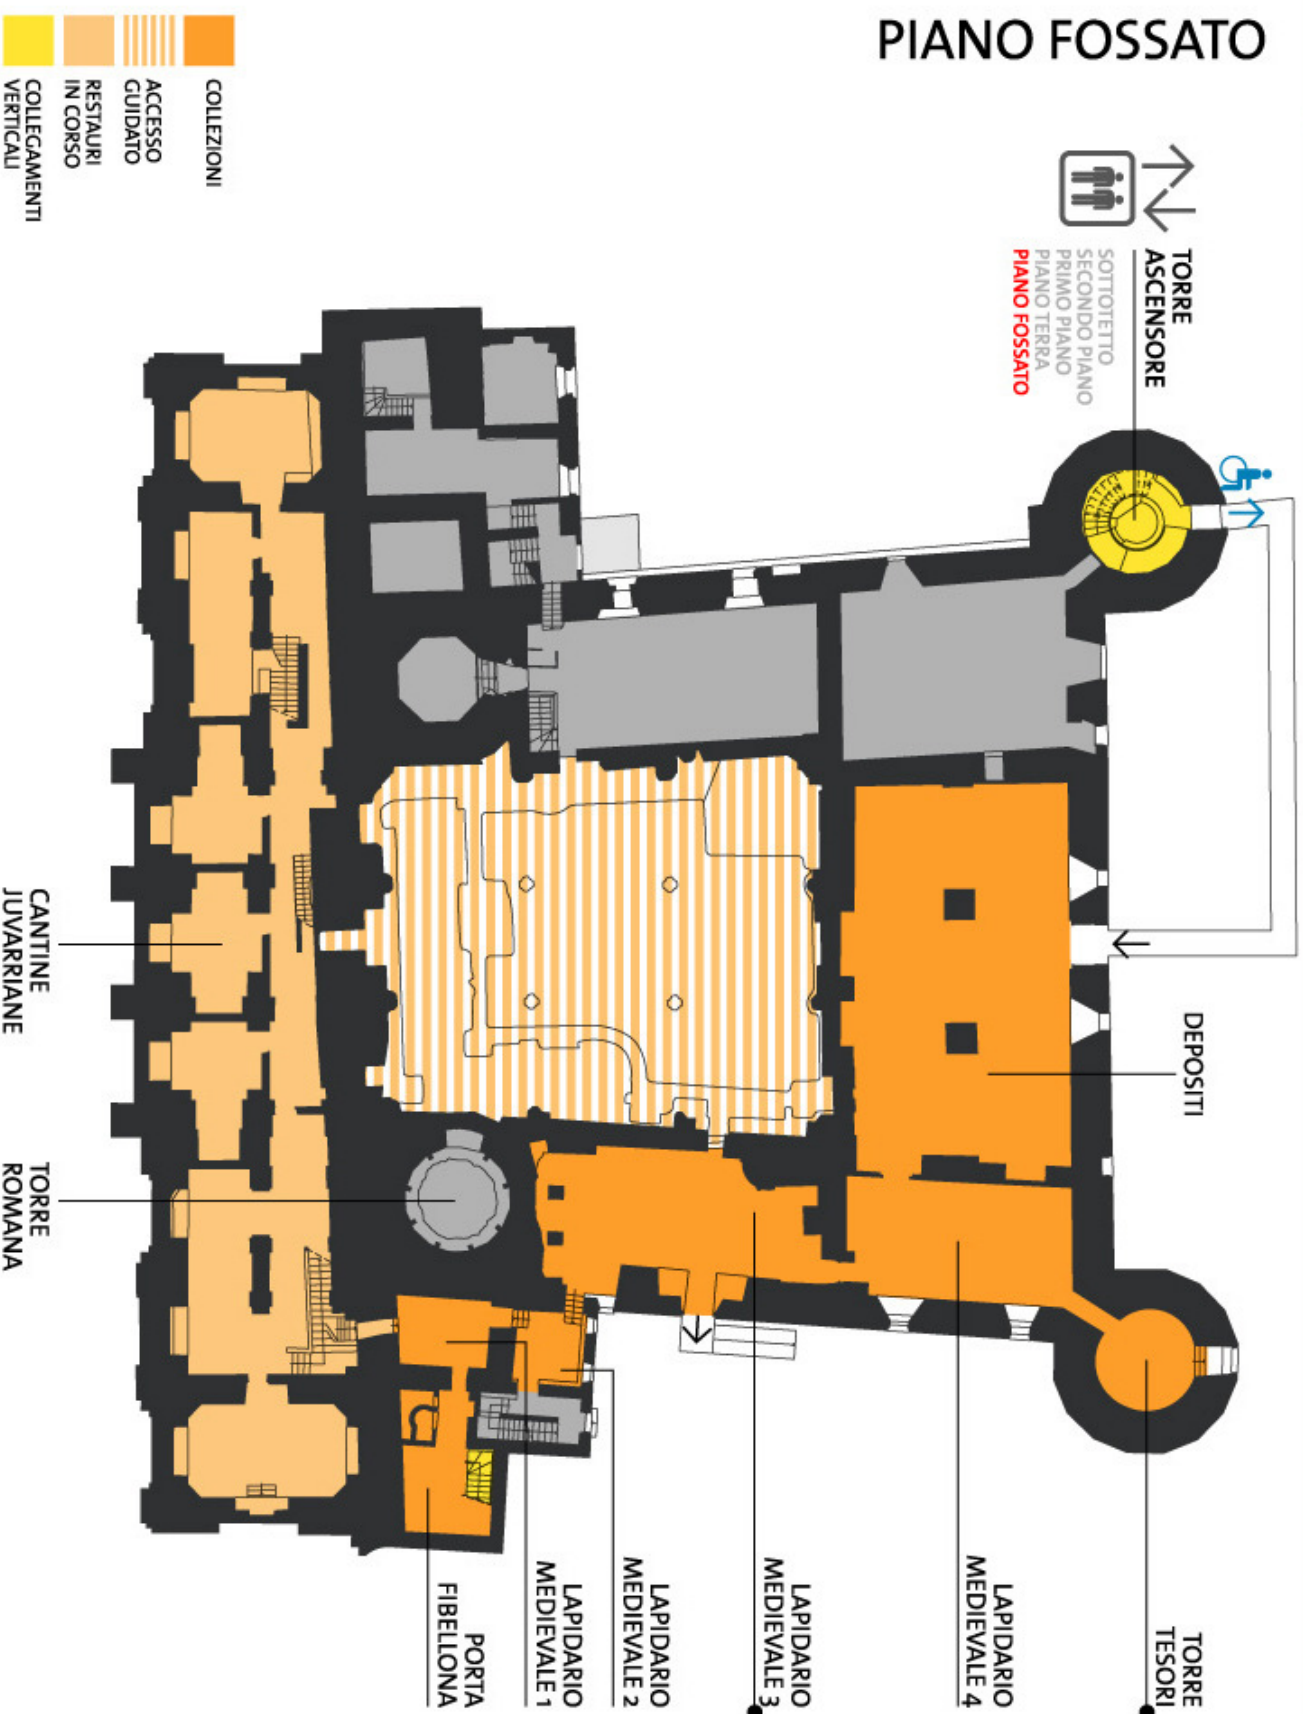 PIANO FOSSATO
COLLEZIONI
ACCESSO
GUIDATO
RESTAURI
IN CORSO
COLLEGAMENTI
VERTICALI
TORRE
ASCENSORE
SOTTOTETTO
SECONDO PIANO
PRIMO PIANO
PIANO TERRA
PIANO FOSSATO
DEPOSITI
CANTINE
JUVARRIANE
TORRE
ROMANA
TORRE
TESORI
LAPIDARIO
MEDIEVALE 4
LAPIDARIO
MEDIEVALE 3
LAPIDARIO
MEDIEVALE 2
LAPIDARIO
MEDIEVALE 1
PORTA
FIBELLONA